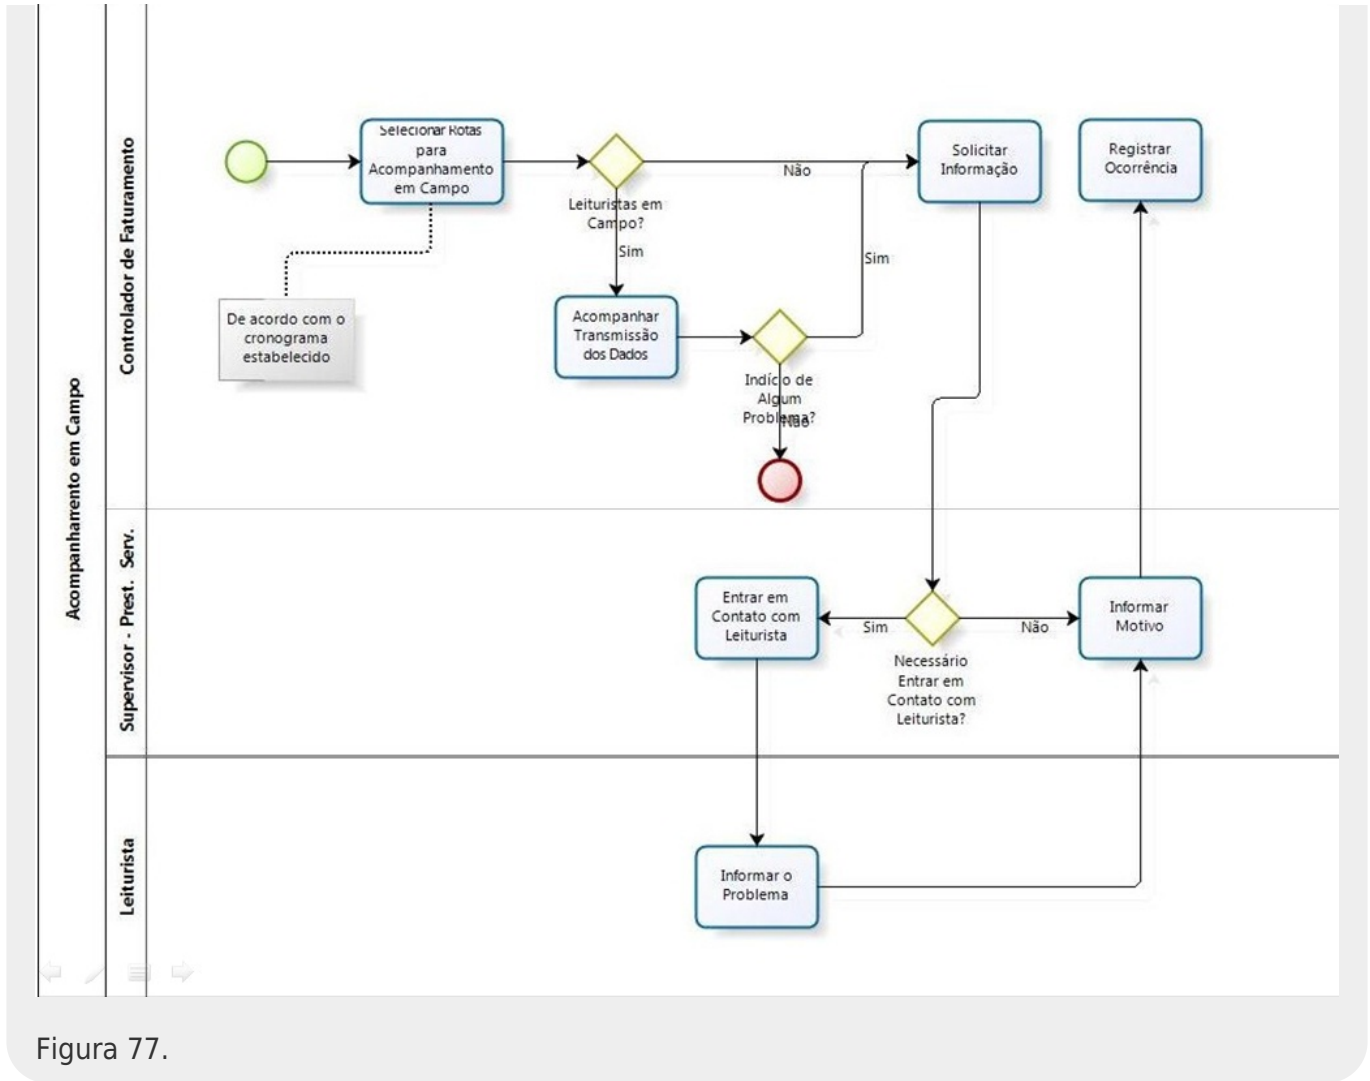 Acompanhamento em Campo
Controlador de Faturamento
Selecionar Rotas
para
Acompanhamento
em Campo
Leituristas em
Campo?
Não
Sim
Solicitar
Informação
Registrar
Ocorrência
De acordo com o
cronograma
estabelecido
Acompanhar
Transmissão
dos Dados
Sim
Indício de
Algum
Problema?
Não
Supervisor - Prest. Serv.
Entrar em
Contato com
Leiturista
Sim
Não
Necessário
Entrar em
Contato com
Leiturista?
Informar
Motivo
Leiturista
Informar o
Problema
Figura 77.